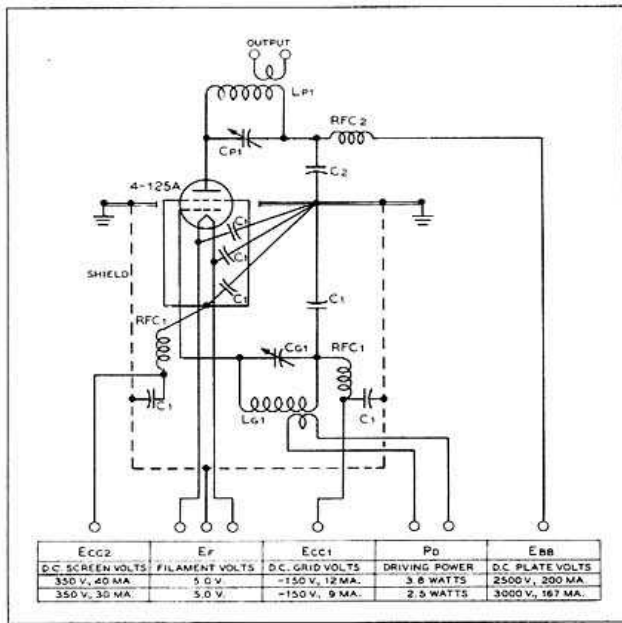 OUTPUT
LP1
RFC2
CP1
C2
4-125A
C1
C1
SHIELD
C1
C1
RFC1
CG1
RFC1
C1
LG1
C1
ECC2 EF ECC1 PD EBB
D.C. SCREEN VOLTS FILAMENT VOLTS D.C. GRID VOLTS DRIVING POWER D.C. PLATE VOLTS
350 V., 40 MA. 5.0 V. -150 V., 12 MA. 3.8 WATTS 2500 V., 200 MA.
350 V., 30 MA. 5.0 V. -150 V., 9 MA. 2.5 WATTS 3000 V., 167 MA.